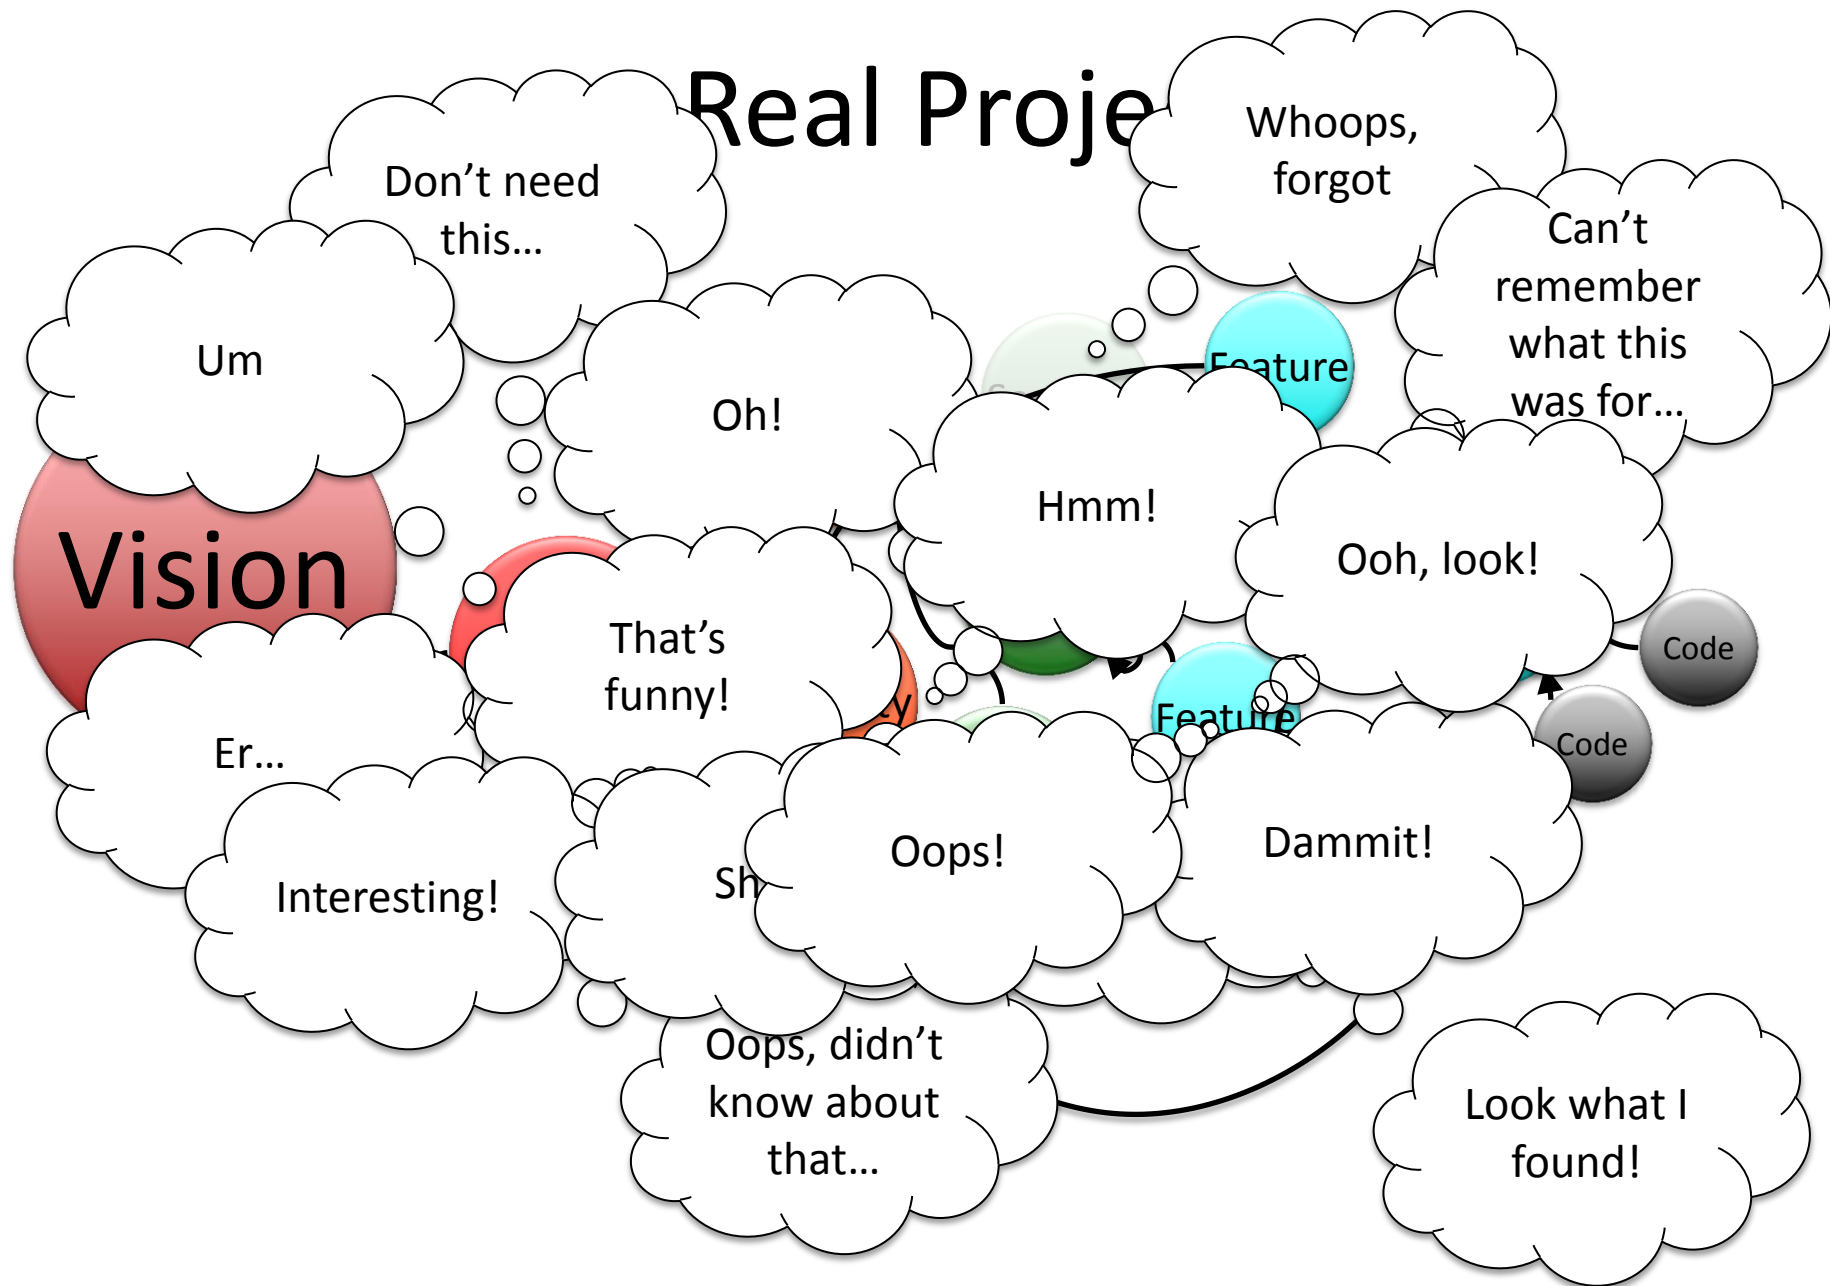 Real Proje
Whoops,
forgot
Don't need
this…
Can't
remember
what this
was for…
Um
Oh!
Feature
Hmm!
Ooh, look!
Vision
That's
funny!
Code
Feature
Code
Er…
Oops!
Dammit!
Interesting!
Sh
Oops, didn't
know about
that…
Look what I
found!